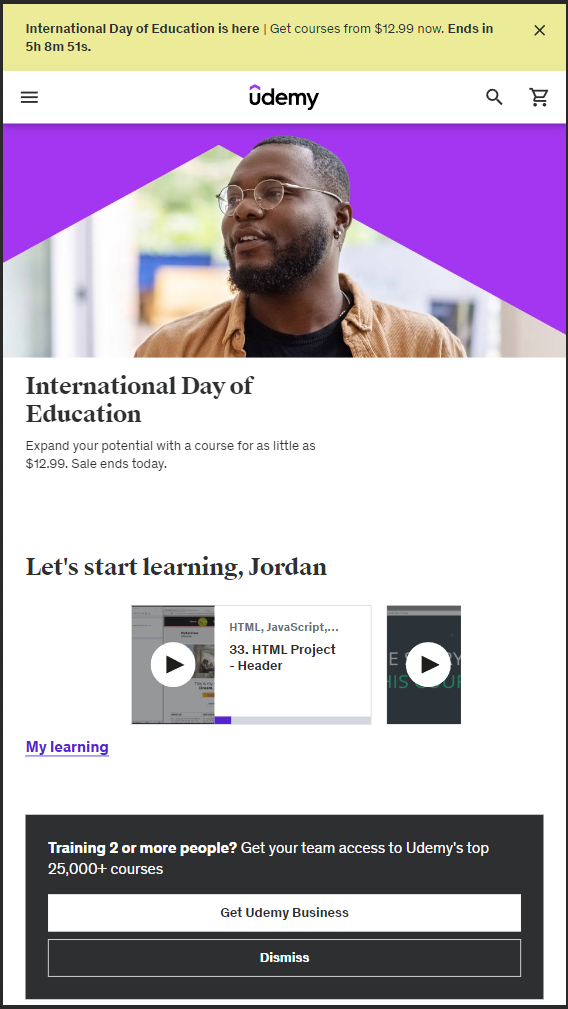 International Day of Education is here | Get courses from $12.99 now. Ends in
5h 8m 51s.
udemy
International Day of
Education
Expand your potential with a course for as little as
$12.99. Sale ends today.
Let's start learning, Jordan
HTML, JavaScript,...
33. HTML Project
- Header
My learning
Training 2 or more people? Get your team access to Udemy's top
25,000+ courses
Get Udemy Business
Dismiss